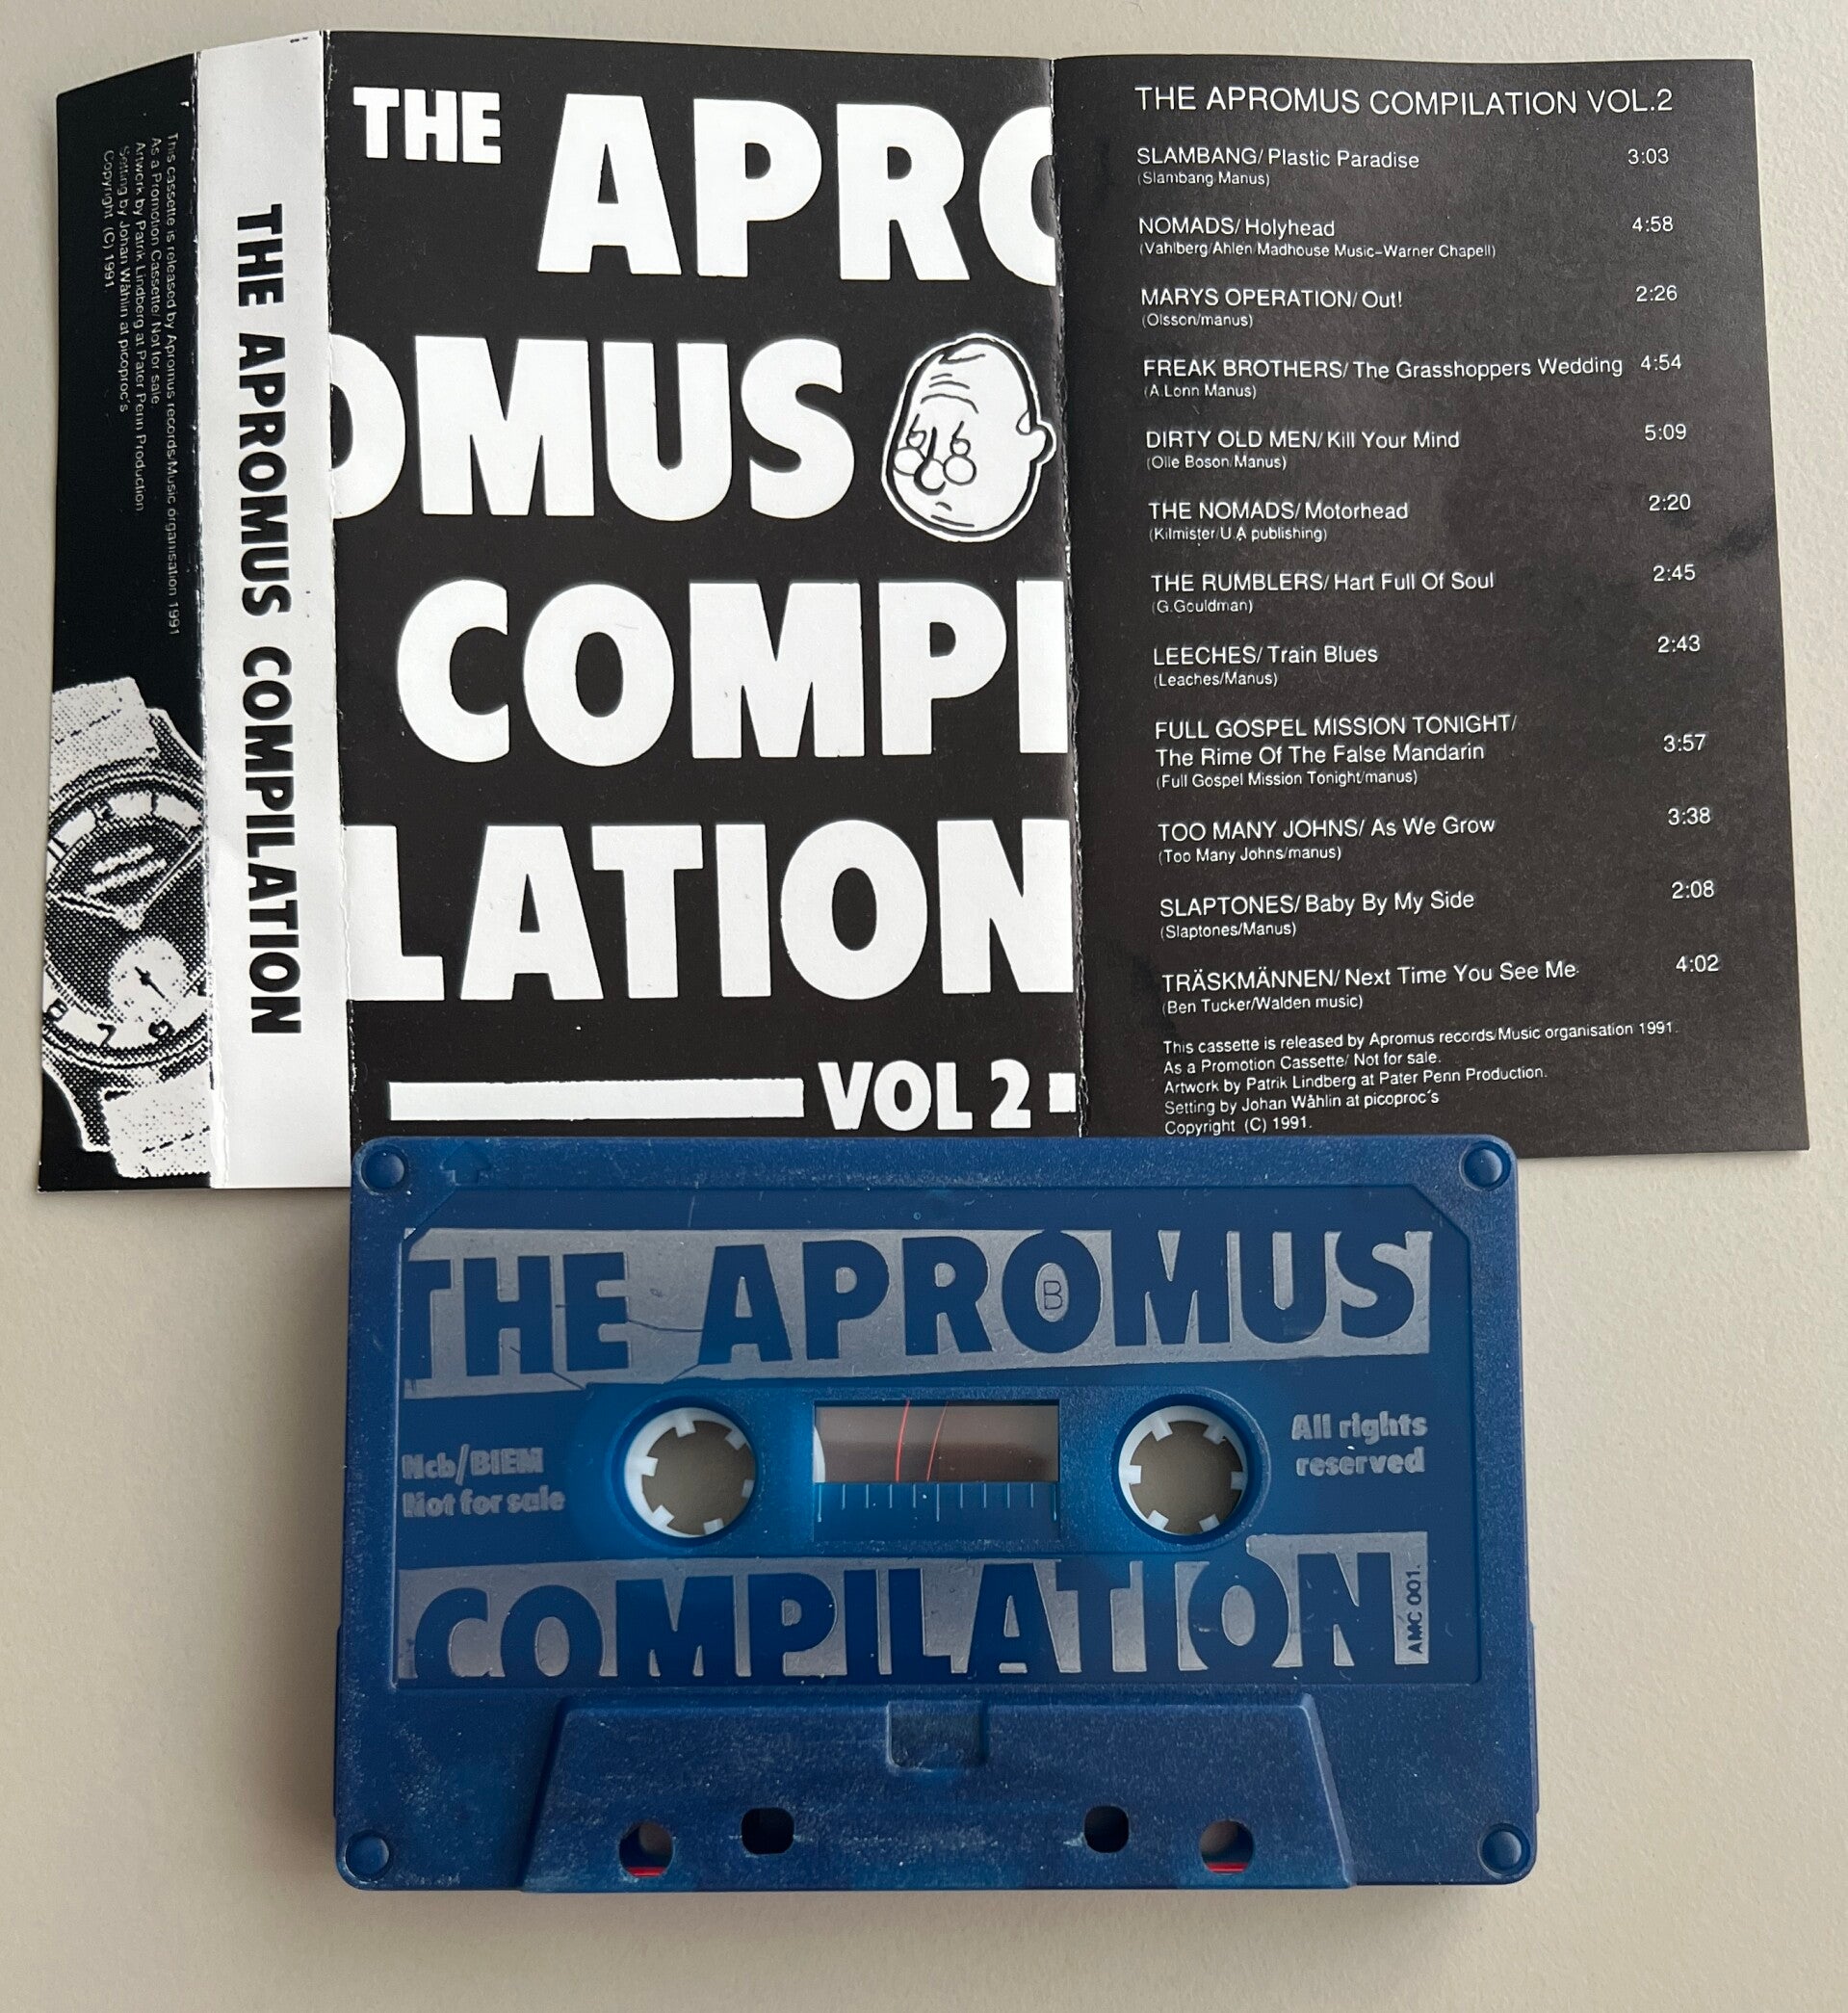 This cassette is released by Apromus records/Music organisation 1991
As a Promotion Cassette/ Not for sale
Artwork by Patrik Lindberg at Pater Penn Production
Setting by Johan Wåhlin at picoproc's
Copyright (C) 1991
THE APROMUS COMPILATION
THE APRO
OMUS
COMPI
LATION
VOL 2
THE APROMUS COMPILATION VOL.2
SLAMBANG/ Plastic Paradise 3:03
(Slambang/Manus)
NOMADS/ Holyhead 4:58
(Vahlberg/Ahlen/Madhouse Music-Warner Chapell)
MARYS OPERATION/ Out! 2:26
(Olsson/manus)
FREAK BROTHERS/ The Grasshoppers Wedding 4:54
(A.Lonn/Manus)
DIRTY OLD MEN/ Kill Your Mind 5:09
(Olle Boson/Manus)
THE NOMADS/ Motorhead 2:20
(Kilmister/U.A publishing)
THE RUMBLERS/ Hart Full Of Soul 2:45
(G.Gouldman)
LEECHES/ Train Blues 2:43
(Leaches/Manus)
FULL GOSPEL MISSION TONIGHT/
The Rime Of The False Mandarin 3:57
(Full Gospel Mission Tonight/manus)
TOO MANY JOHNS/ As We Grow 3:38
(Too Many Johns/manus)
SLAPTONES/ Baby By My Side 2:08
(Slaptones/Manus)
TRÄSKMÄNNEN/ Next Time You See Me 4:02
(Ben Tucker/Walden music)
This cassette is released by Apromus records/Music organisation 1991.
As a Promotion Cassette/ Not for sale.
Artwork by Patrik Lindberg at Pater Penn Production.
Setting by Johan Wåhlin at picoproc´s
Copyright (C) 1991.
THE APROMUS
B
Ncb/BIEM
Not for sale
All rights
reserved
COMPILATION
AMC 001.